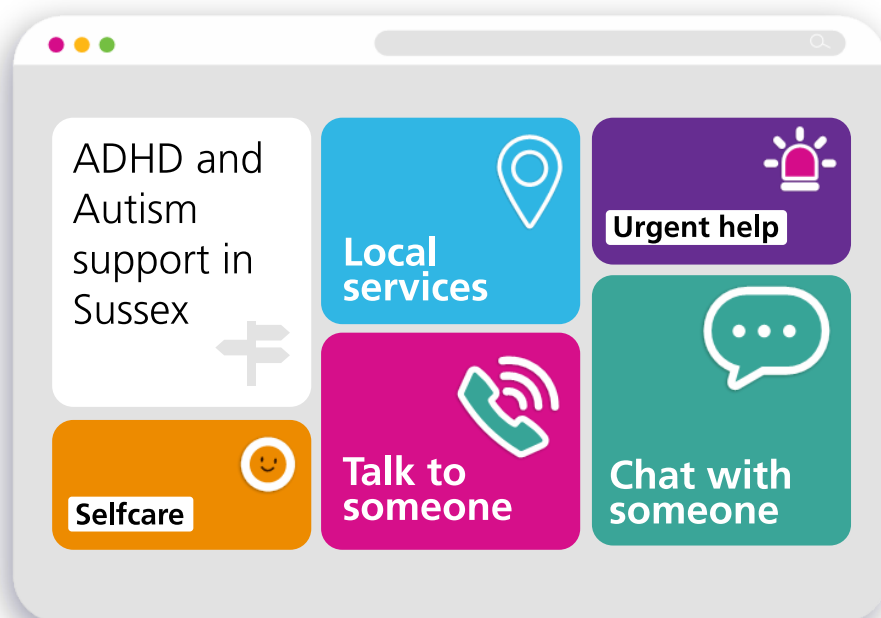 ADHD and
Autism
support in
Sussex
Local
services
Urgent help
Selfcare
Talk to
someone
Chat with
someone